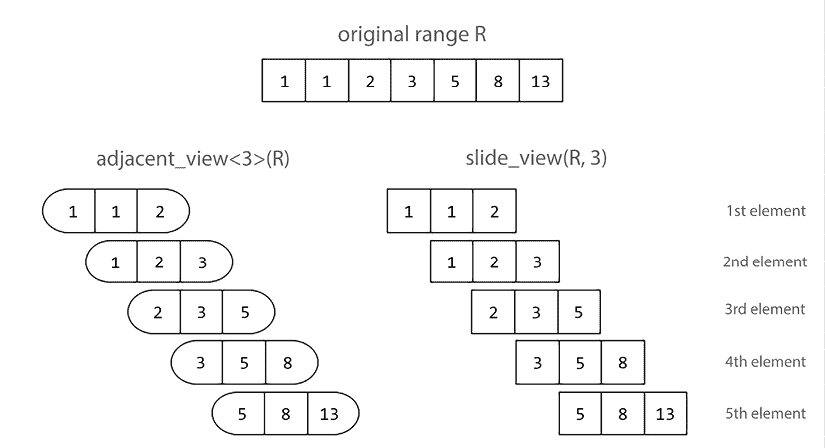 original range R
1 1 2 3 5 8 13
adjacent_view<3>(R) slide_view(R, 3)
1 1 2 1 1 2 1st element
1 2 3 1 2 3 2nd element
2 3 5 2 3 5 3rd element
3 5 8 3 5 8 4th element
5 8 13 5 8 13 5th element